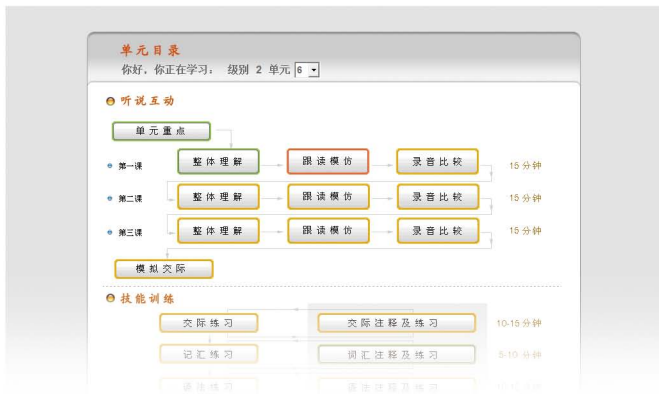 单元目录
你好，你正在学习： 级别 2 单元 6
听说互动
单元重点
第一课 整体理解 跟读模仿 录音比较 15 分钟
第二课 整体理解 跟读模仿 录音比较 15 分钟
第三课 整体理解 跟读模仿 录音比较 15 分钟
模拟交际
技能训练
交际练习 交际注释及练习 10-15 分钟
记汇练习 词汇注释及练习 5-10 分钟